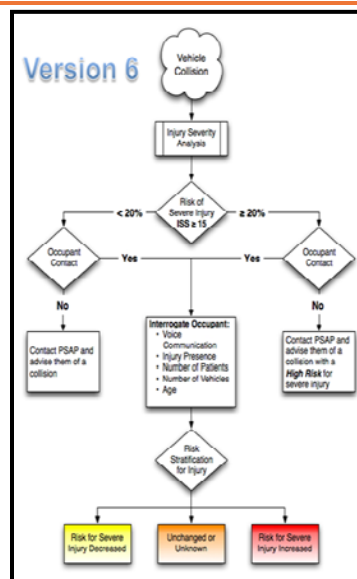 Version 6
Vehicle
Collision
Injury Severity
Analysis
Risk of
Severe Injury
ISS ≥ 15
< 20%
≥ 20%
Occupant
Contact
Yes
Yes
Occupant
Contact
No
No
Contact PSAP and
advise them of a
collision
Interrogate Occupant:
• Voice
Communication
• Injury Presence
• Number of Patients
• Number of Vehicles
• Age
Contact PSAP and
advise them of a
collision with a
High Risk for
severe injury
Risk
Stratification
for Injury
Risk for Severe
Injury Decreased
Unchanged or
Unknown
Risk for Severe
Injury Increased